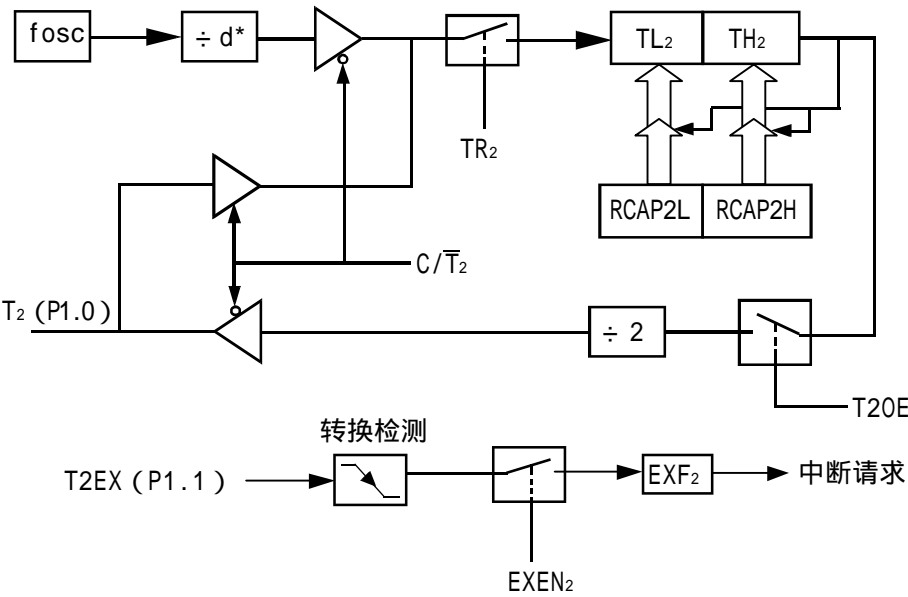 fosc
÷ d*
TL2
TH2
TR2
RCAP2L
RCAP2H
C/T̅2
T2 (P1.0)
÷ 2
T2OE
转换检测
T2EX (P1.1)
EXF2
中断请求
EXEN2